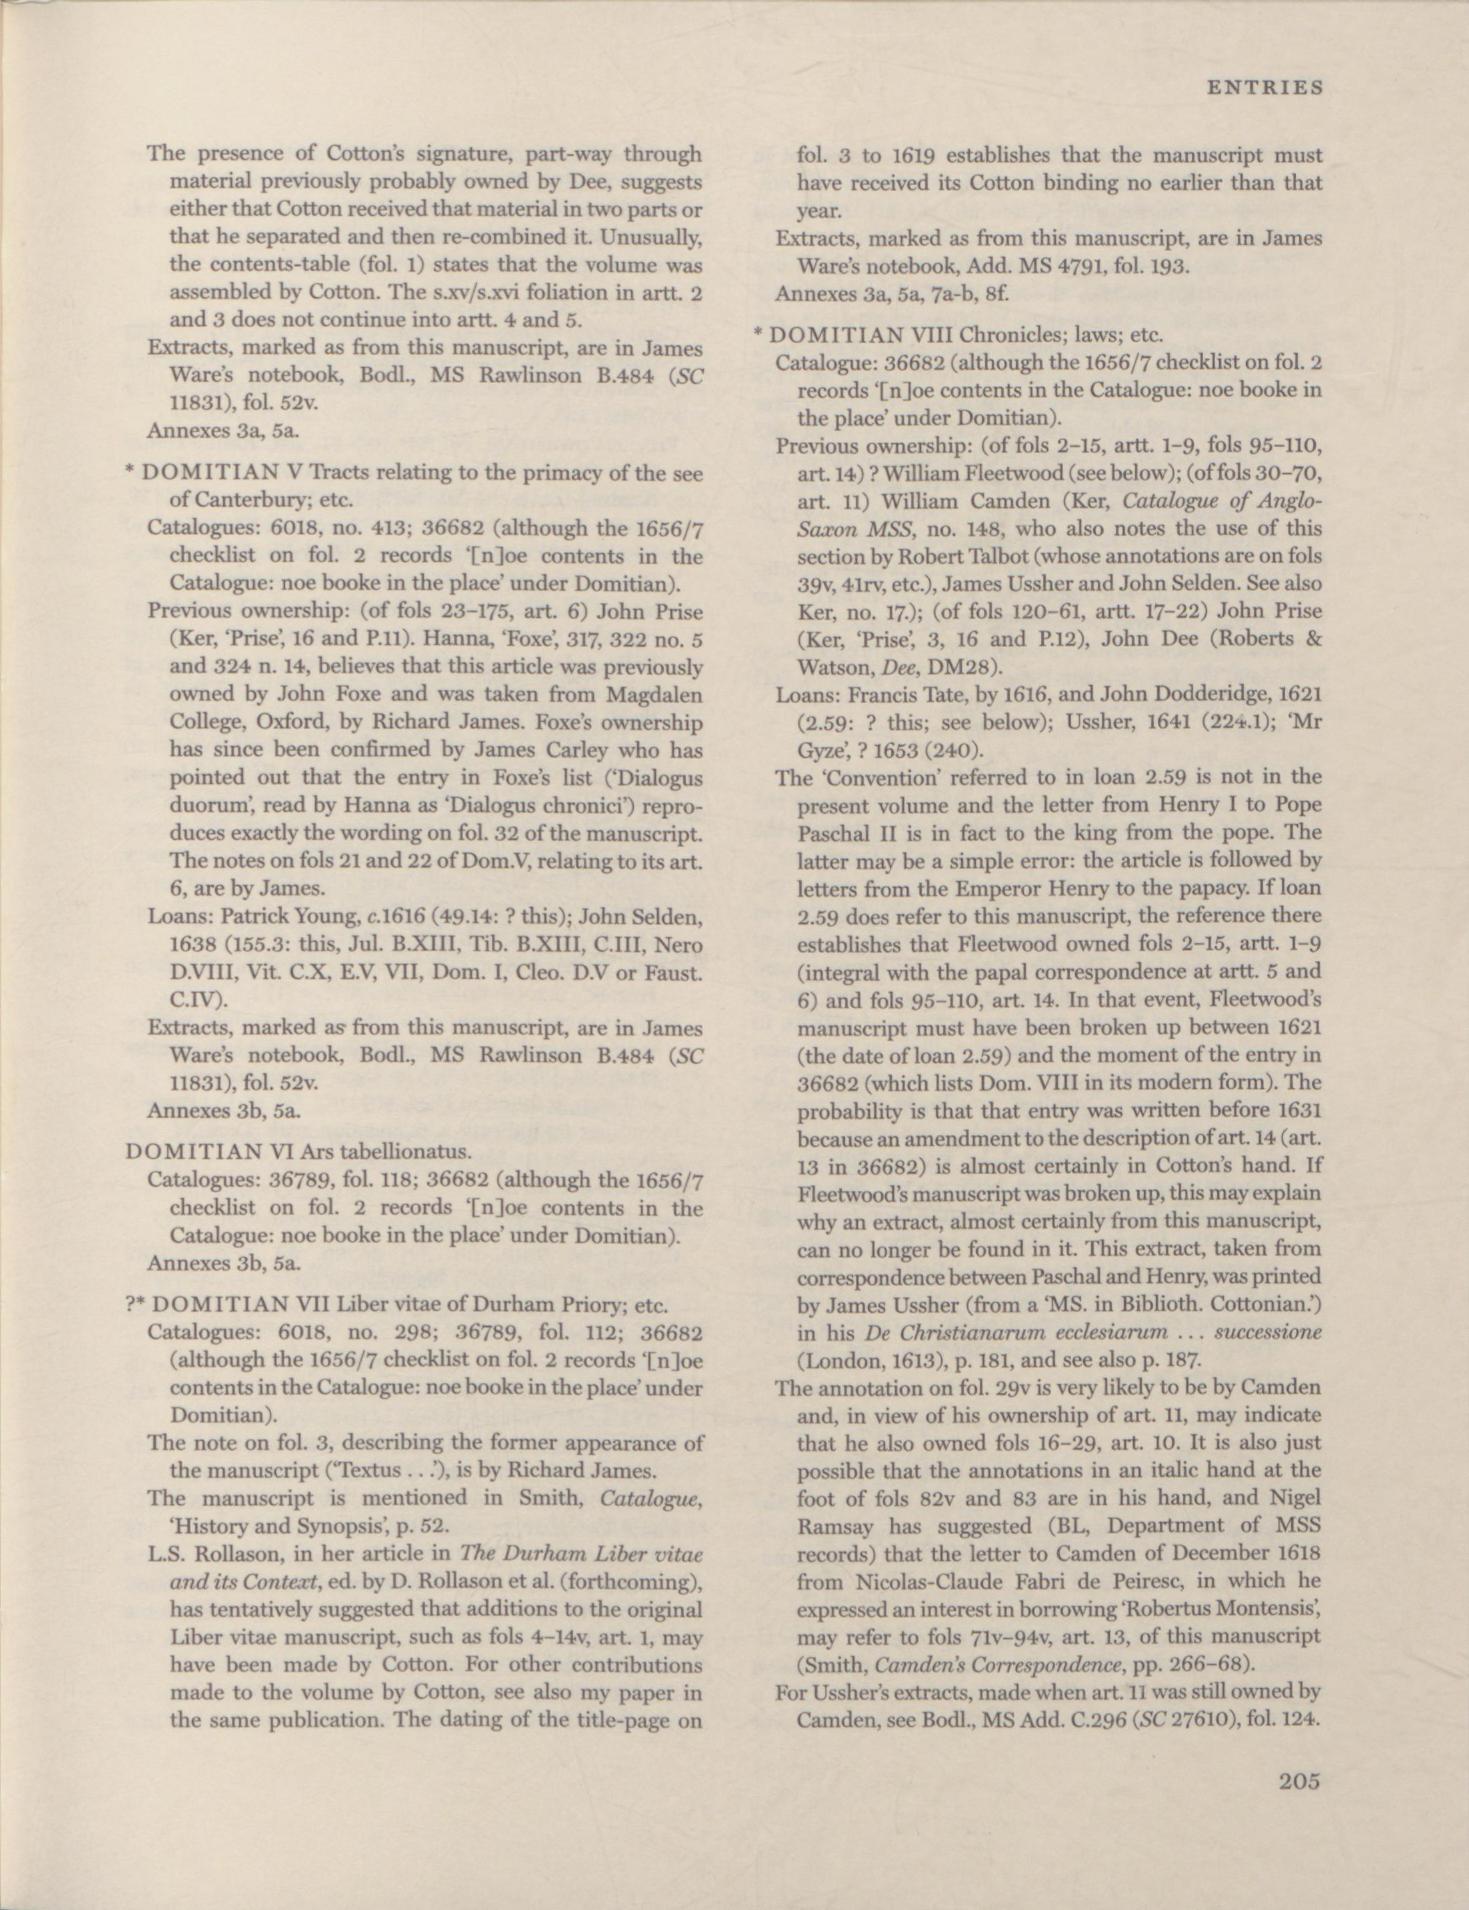 ENTRIES
The presence of Cotton's signature, part-way through
material previously probably owned by Dee, suggests
either that Cotton received that material in two parts or
that he separated and then re-combined it. Unusually,
the contents-table (fol. 1) states that the volume was
assembled by Cotton. The s.xv/s.xvi foliation in artt. 2
and 3 does not continue into artt. 4 and 5.
Extracts, marked as from this manuscript, are in James
Ware's notebook, Bodl., MS Rawlinson B.484 (SC
11831), fol. 52v.
Annexes 3a, 5a.
* DOMITIAN V Tracts relating to the primacy of the see
of Canterbury; etc.
Catalogues: 6018, no. 413; 36682 (although the 1656/7
checklist on fol. 2 records '[n]oe contents in the
Catalogue: noe booke in the place' under Domitian).
Previous ownership: (of fols 23–175, art. 6) John Prise
(Ker, 'Prise', 16 and P.11). Hanna, 'Foxe', 317, 322 no. 5
and 324 n. 14, believes that this article was previously
owned by John Foxe and was taken from Magdalen
College, Oxford, by Richard James. Foxe's ownership
has since been confirmed by James Carley who has
pointed out that the entry in Foxe's list ('Dialogus
duorum', read by Hanna as 'Dialogus chronici') repro-
duces exactly the wording on fol. 32 of the manuscript.
The notes on fols 21 and 22 of Dom.V, relating to its art.
6, are by James.
Loans: Patrick Young, c.1616 (49.14: ? this); John Selden,
1638 (155.3: this, Jul. B.XIII, Tib. B.XIII, C.III, Nero
D.VIII, Vit. C.X, E.V, VII, Dom. I, Cleo. D.V or Faust.
C.IV).
Extracts, marked as from this manuscript, are in James
Ware's notebook, Bodl., MS Rawlinson B.484 (SC
11831), fol. 52v.
Annexes 3b, 5a.
DOMITIAN VI Ars tabellionatus.
Catalogues: 36789, fol. 118; 36682 (although the 1656/7
checklist on fol. 2 records '[n]oe contents in the
Catalogue: noe booke in the place' under Domitian).
Annexes 3b, 5a.
?* DOMITIAN VII Liber vitae of Durham Priory; etc.
Catalogues: 6018, no. 298; 36789, fol. 112; 36682
(although the 1656/7 checklist on fol. 2 records '[n]oe
contents in the Catalogue: noe booke in the place' under
Domitian).
The note on fol. 3, describing the former appearance of
the manuscript ('Textus . . .'), is by Richard James.
The manuscript is mentioned in Smith, Catalogue,
'History and Synopsis', p. 52.
L.S. Rollason, in her article in The Durham Liber vitae
and its Context, ed. by D. Rollason et al. (forthcoming),
has tentatively suggested that additions to the original
Liber vitae manuscript, such as fols 4–14v, art. 1, may
have been made by Cotton. For other contributions
made to the volume by Cotton, see also my paper in
the same publication. The dating of the title-page on
fol. 3 to 1619 establishes that the manuscript must
have received its Cotton binding no earlier than that
year.
Extracts, marked as from this manuscript, are in James
Ware's notebook, Add. MS 4791, fol. 193.
Annexes 3a, 5a, 7a-b, 8f.
* DOMITIAN VIII Chronicles; laws; etc.
Catalogue: 36682 (although the 1656/7 checklist on fol. 2
records '[n]oe contents in the Catalogue: noe booke in
the place' under Domitian).
Previous ownership: (of fols 2–15, artt. 1–9, fols 95–110,
art. 14) ? William Fleetwood (see below); (of fols 30–70,
art. 11) William Camden (Ker, Catalogue of Anglo-
Saxon MSS, no. 148, who also notes the use of this
section by Robert Talbot (whose annotations are on fols
39v, 41rv, etc.), James Ussher and John Selden. See also
Ker, no. 17.); (of fols 120–61, artt. 17–22) John Prise
(Ker, 'Prise', 3, 16 and P.12), John Dee (Roberts &
Watson, Dee, DM28).
Loans: Francis Tate, by 1616, and John Dodderidge, 1621
(2.59: ? this; see below); Ussher, 1641 (224.1); 'Mr
Gyze', ? 1653 (240).
The 'Convention' referred to in loan 2.59 is not in the
present volume and the letter from Henry I to Pope
Paschal II is in fact to the king from the pope. The
latter may be a simple error: the article is followed by
letters from the Emperor Henry to the papacy. If loan
2.59 does refer to this manuscript, the reference there
establishes that Fleetwood owned fols 2–15, artt. 1–9
(integral with the papal correspondence at artt. 5 and
6) and fols 95–110, art. 14. In that event, Fleetwood's
manuscript must have been broken up between 1621
(the date of loan 2.59) and the moment of the entry in
36682 (which lists Dom. VIII in its modern form). The
probability is that that entry was written before 1631
because an amendment to the description of art. 14 (art.
13 in 36682) is almost certainly in Cotton's hand. If
Fleetwood's manuscript was broken up, this may explain
why an extract, almost certainly from this manuscript,
can no longer be found in it. This extract, taken from
correspondence between Paschal and Henry, was printed
by James Ussher (from a 'MS. in Biblioth. Cottonian.')
in his De Christianarum ecclesiarum . . . successione
(London, 1613), p. 181, and see also p. 187.
The annotation on fol. 29v is very likely to be by Camden
and, in view of his ownership of art. 11, may indicate
that he also owned fols 16–29, art. 10. It is also just
possible that the annotations in an italic hand at the
foot of fols 82v and 83 are in his hand, and Nigel
Ramsay has suggested (BL, Department of MSS
records) that the letter to Camden of December 1618
from Nicolas-Claude Fabri de Peiresc, in which he
expressed an interest in borrowing 'Robertus Montensis',
may refer to fols 71v–94v, art. 13, of this manuscript
(Smith, Camden's Correspondence, pp. 266–68).
For Ussher's extracts, made when art. 11 was still owned by
Camden, see Bodl., MS Add. C.296 (SC 27610), fol. 124.
205